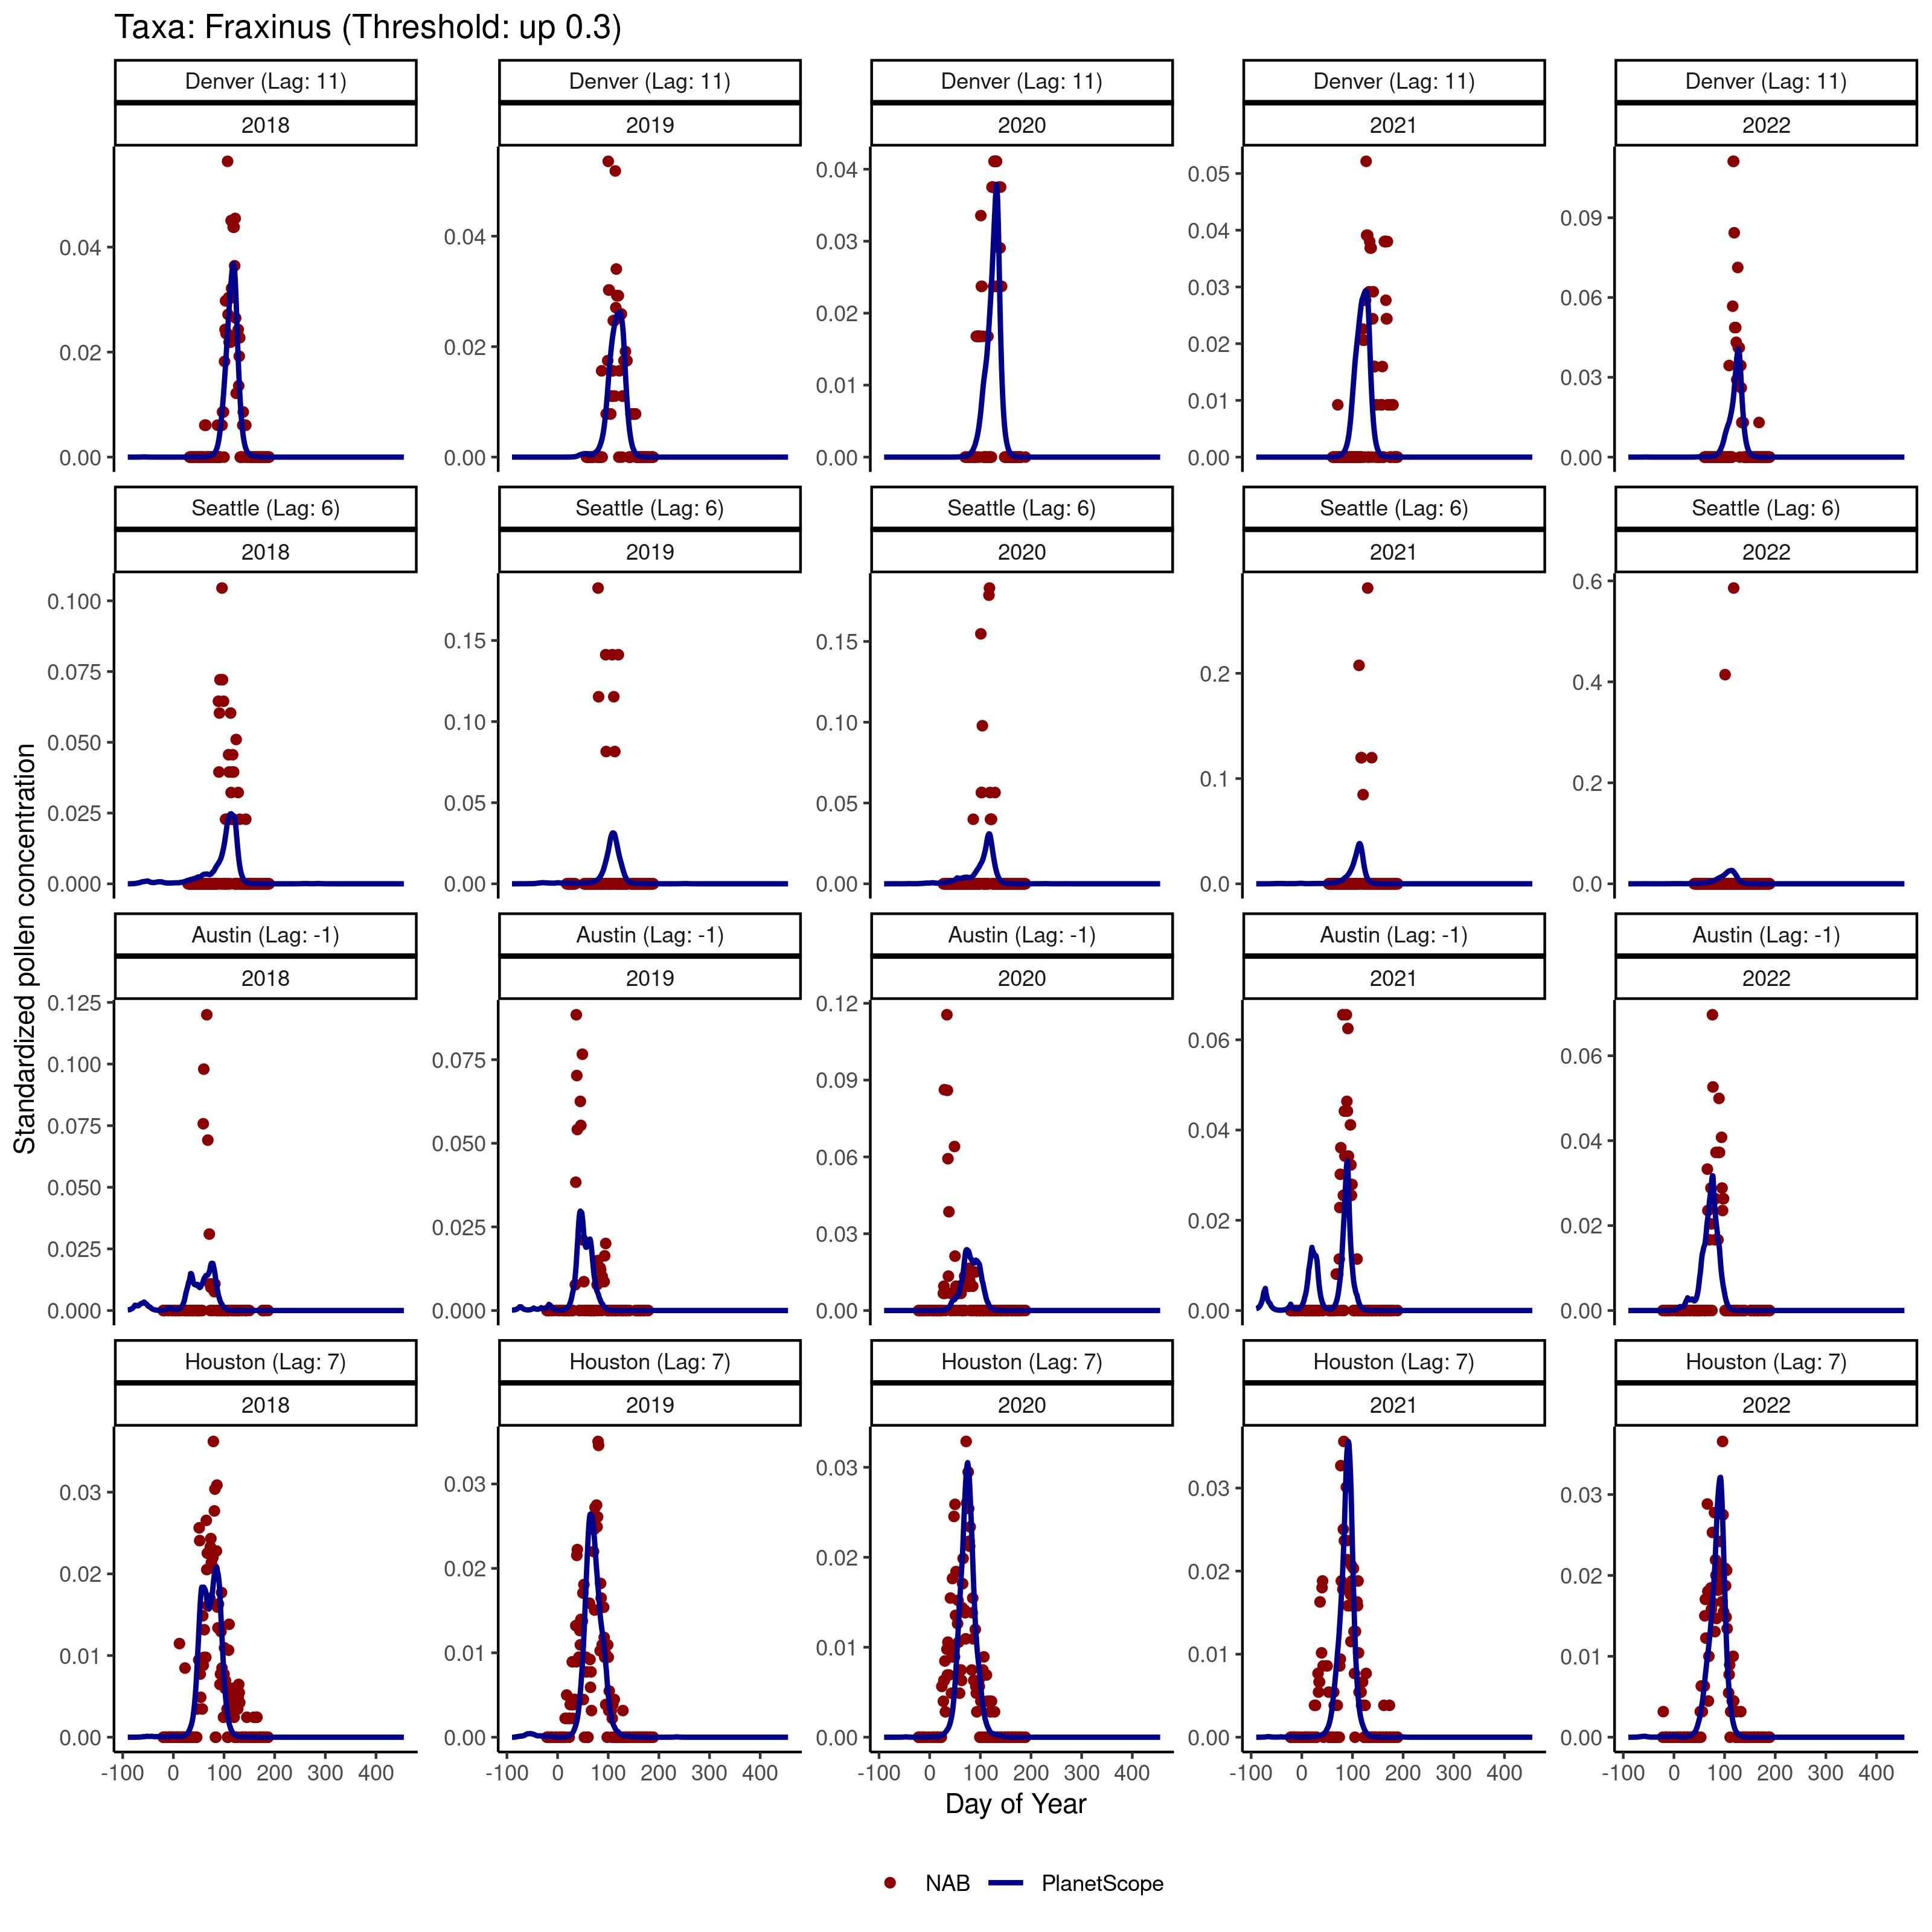 Taxa: Fraxinus (Threshold: up 0.3)
Denver (Lag: 11) Denver (Lag: 11) Denver (Lag: 11) Denver (Lag: 11) Denver (Lag: 11)
2018 2019 2020 2021 2022
0.04 0.02 0.00
0.04 0.02 0.00
0.04 0.03 0.02 0.01 0.00
0.05 0.04 0.03 0.02 0.01 0.00
0.09 0.06 0.03 0.00
Seattle (Lag: 6) Seattle (Lag: 6) Seattle (Lag: 6) Seattle (Lag: 6) Seattle (Lag: 6)
2018 2019 2020 2021 2022
0.100 0.075 0.050 0.025 0.000
0.15 0.10 0.05 0.00
0.15 0.10 0.05 0.00
0.2 0.1 0.0
0.6 0.4 0.2 0.0
Standardized pollen concentration
Austin (Lag: -1) Austin (Lag: -1) Austin (Lag: -1) Austin (Lag: -1) Austin (Lag: -1)
2018 2019 2020 2021 2022
0.125 0.100 0.075 0.050 0.025 0.000
0.075 0.050 0.025 0.000
0.12 0.09 0.06 0.03 0.00
0.06 0.04 0.02 0.00
0.06 0.04 0.02 0.00
Houston (Lag: 7) Houston (Lag: 7) Houston (Lag: 7) Houston (Lag: 7) Houston (Lag: 7)
2018 2019 2020 2021 2022
0.03 0.02 0.01 0.00
0.03 0.02 0.01 0.00
0.03 0.02 0.01 0.00
0.03 0.02 0.01 0.00
0.03 0.02 0.01 0.00
-100 0 100 200 300 400 -100 0 100 200 300 400 -100 0 100 200 300 400 -100 0 100 200 300 400 -100 0 100 200 300 400
Day of Year
NAB PlanetScope